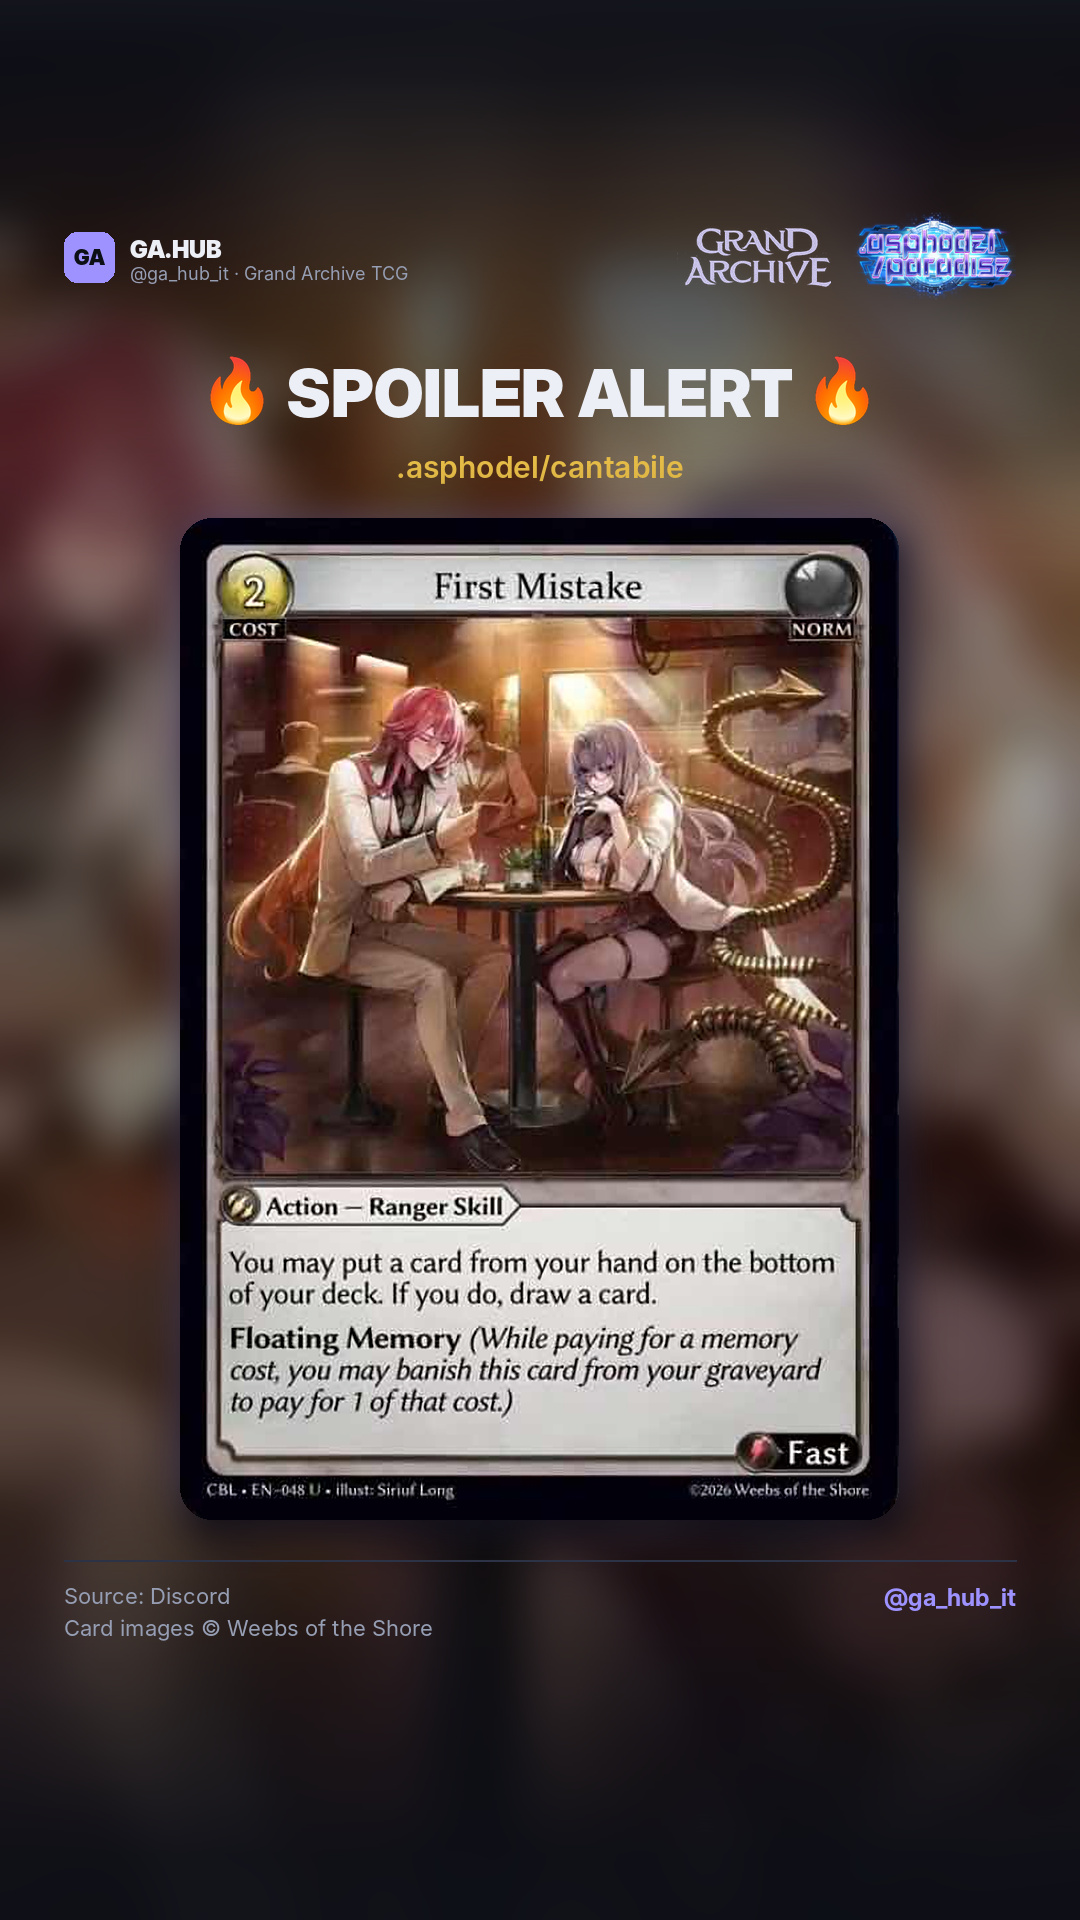 GA
GA.HUB
@ga_hub_it · Grand Archive TCG
GRAND
ARCHIVE
.asphodel
/paradise
🔥 SPOILER ALERT 🔥
.asphodel/cantabile
2
First Mistake
COST
NORM
Action — Ranger Skill
You may put a card from your hand on the bottom
of your deck. If you do, draw a card.
Floating Memory (While paying for a memory
cost, you may banish this card from your graveyard
to pay for 1 of that cost.)
Fast
CBL • EN-048 U • illust: Siriuf Long
©2026 Weebs of the Shore
Source: Discord
@ga_hub_it
Card images © Weebs of the Shore